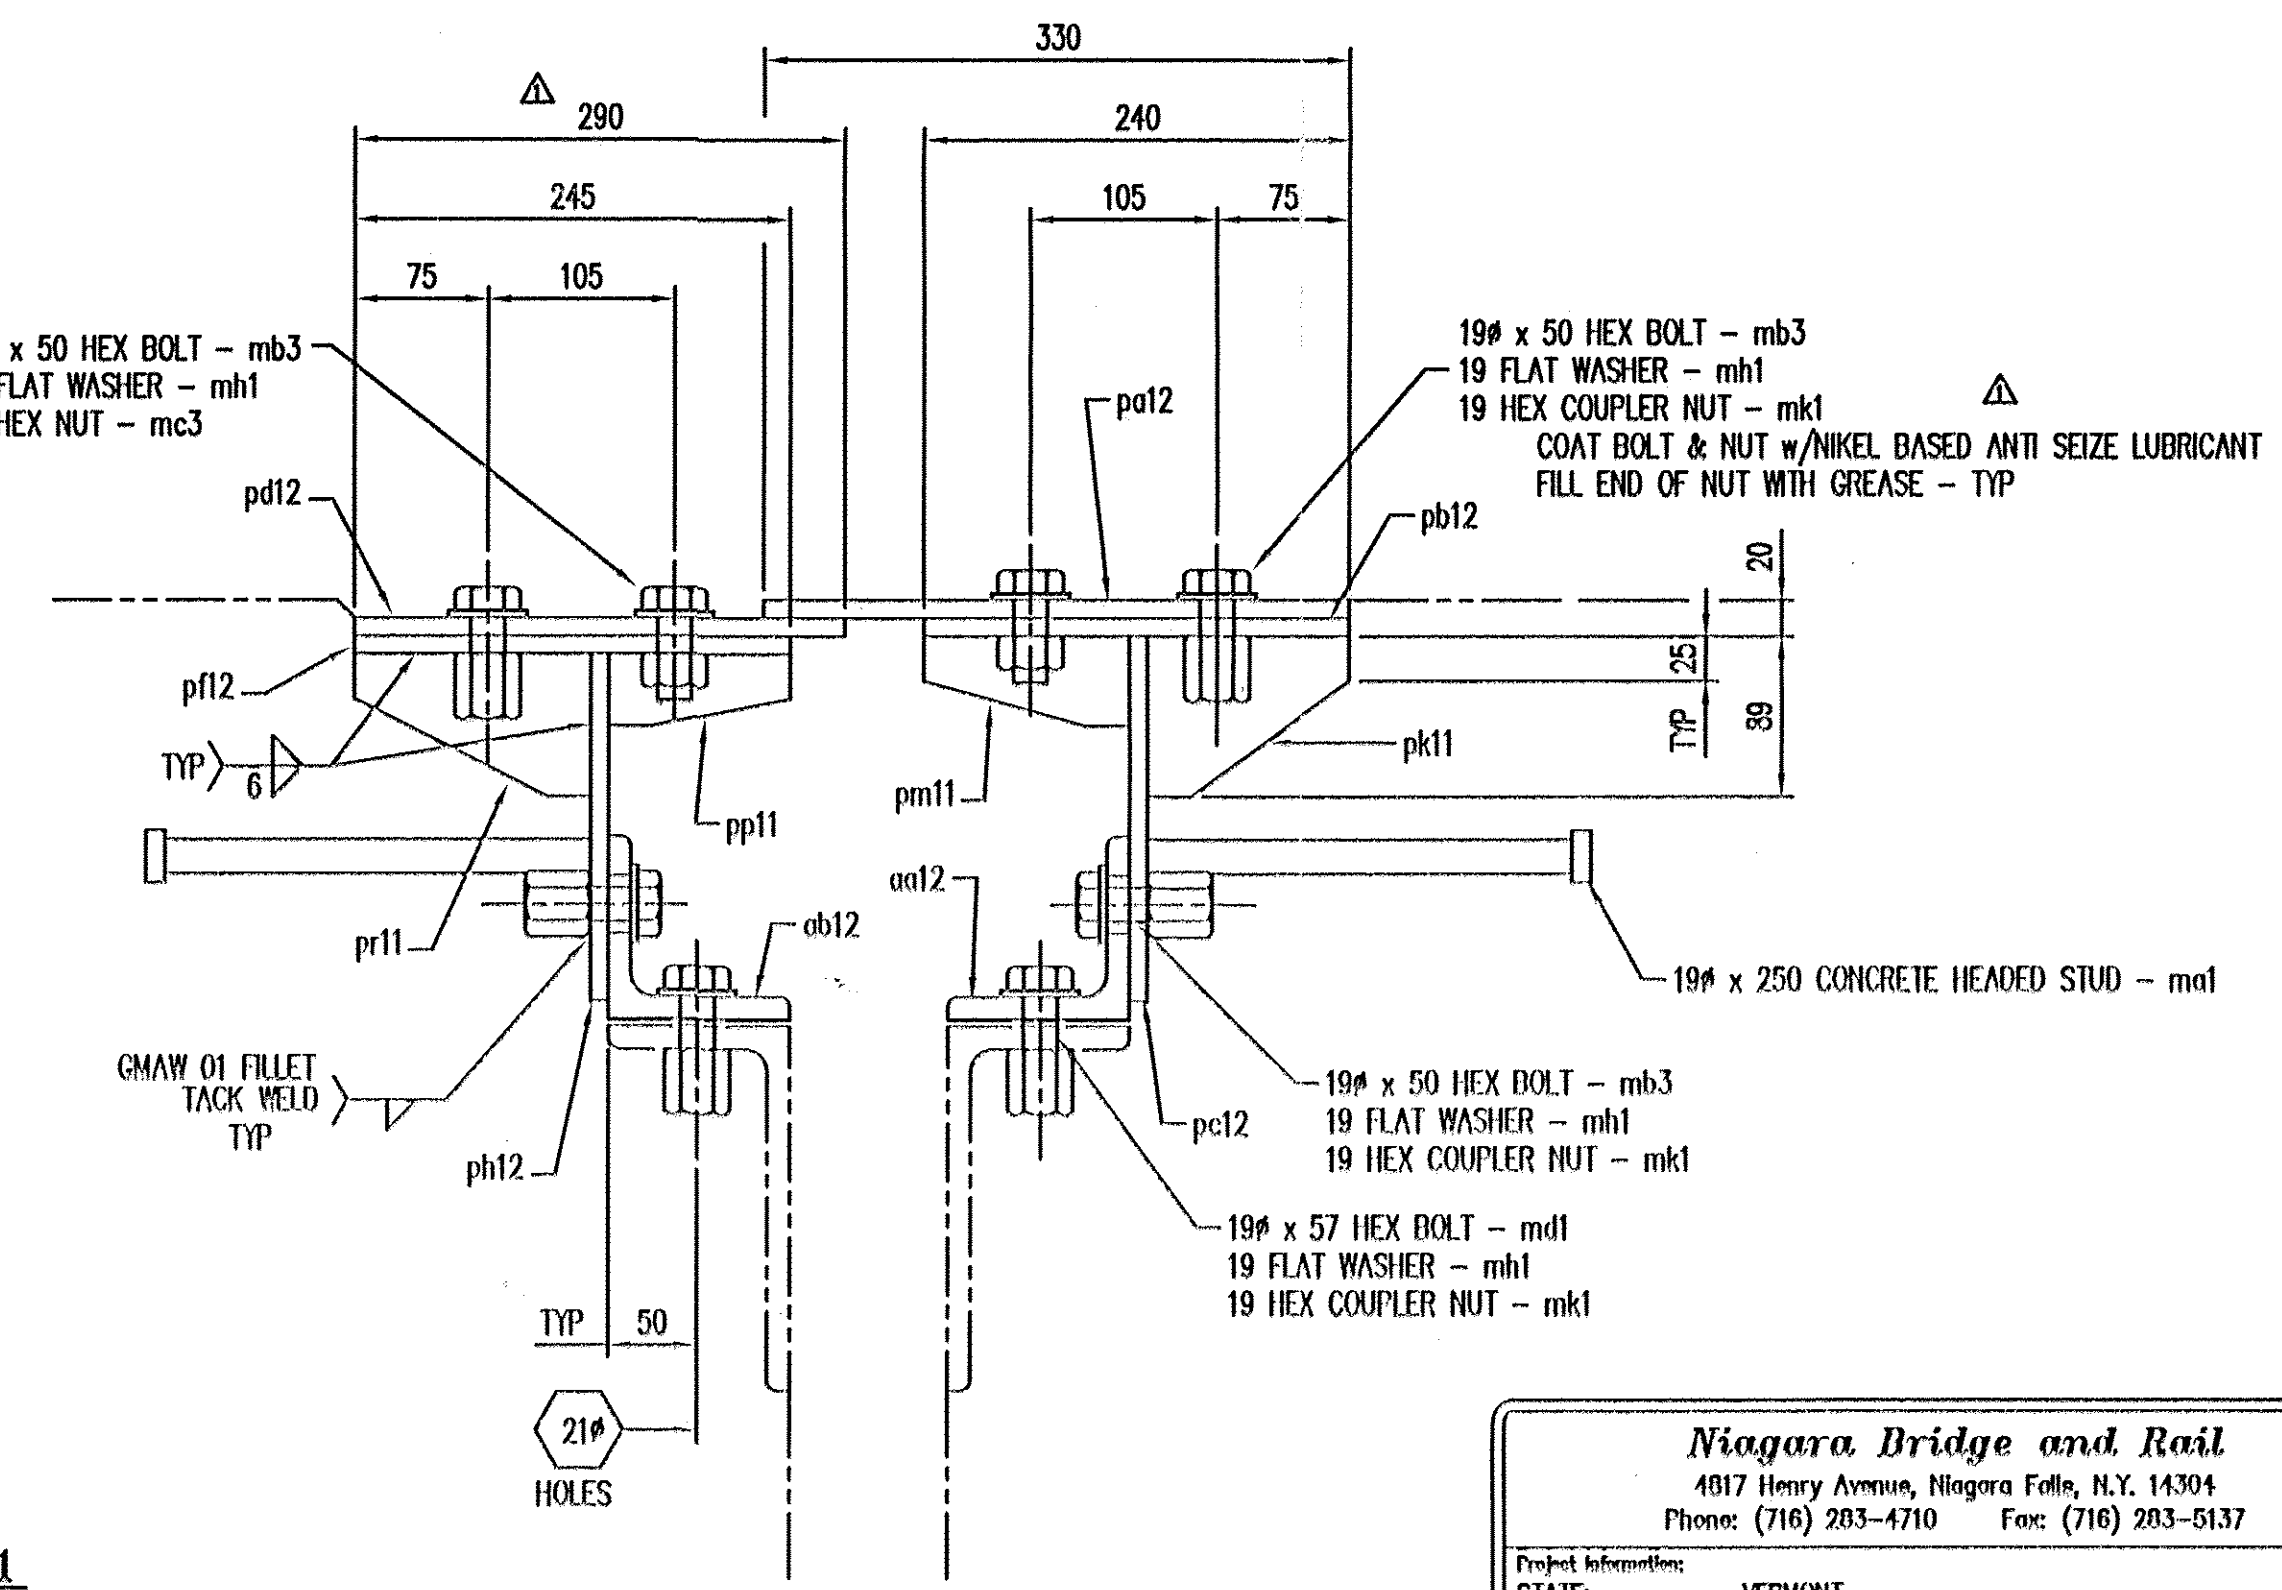 330
1
290
240
245
105
75
75
105
x 50 HEX BOLT – mb3
FLAT WASHER – mh1
HEX NUT – mc3
19ø x 50 HEX BOLT – mb3
19 FLAT WASHER – mh1
19 HEX COUPLER NUT – mk1
1
COAT BOLT & NUT w/NIKEL BASED ANTI SEIZE LUBRICANT
FILL END OF NUT WITH GREASE – TYP
pa12
pd12
pb12
20
pf12
25
TYP
89
TYP
6
pk11
pm11
pp11
aa12
ab12
pr11
19ø x 250 CONCRETE HEADED STUD – ma1
GMAW 01 FILLET
TACK WELD
TYP
ph12
pc12
19ø x 50 HEX BOLT – mb3
19 FLAT WASHER – mh1
19 HEX COUPLER NUT – mk1
19ø x 57 HEX BOLT – md1
19 FLAT WASHER – mh1
19 HEX COUPLER NUT – mk1
TYP 50
21ø
HOLES
Niagara Bridge and Rail
4817 Henry Avenue, Niagara Falls, N.Y. 14304
Phone: (716) 283–4710 Fax: (716) 283–5137
Project Information:
STATE: VERMONT
1